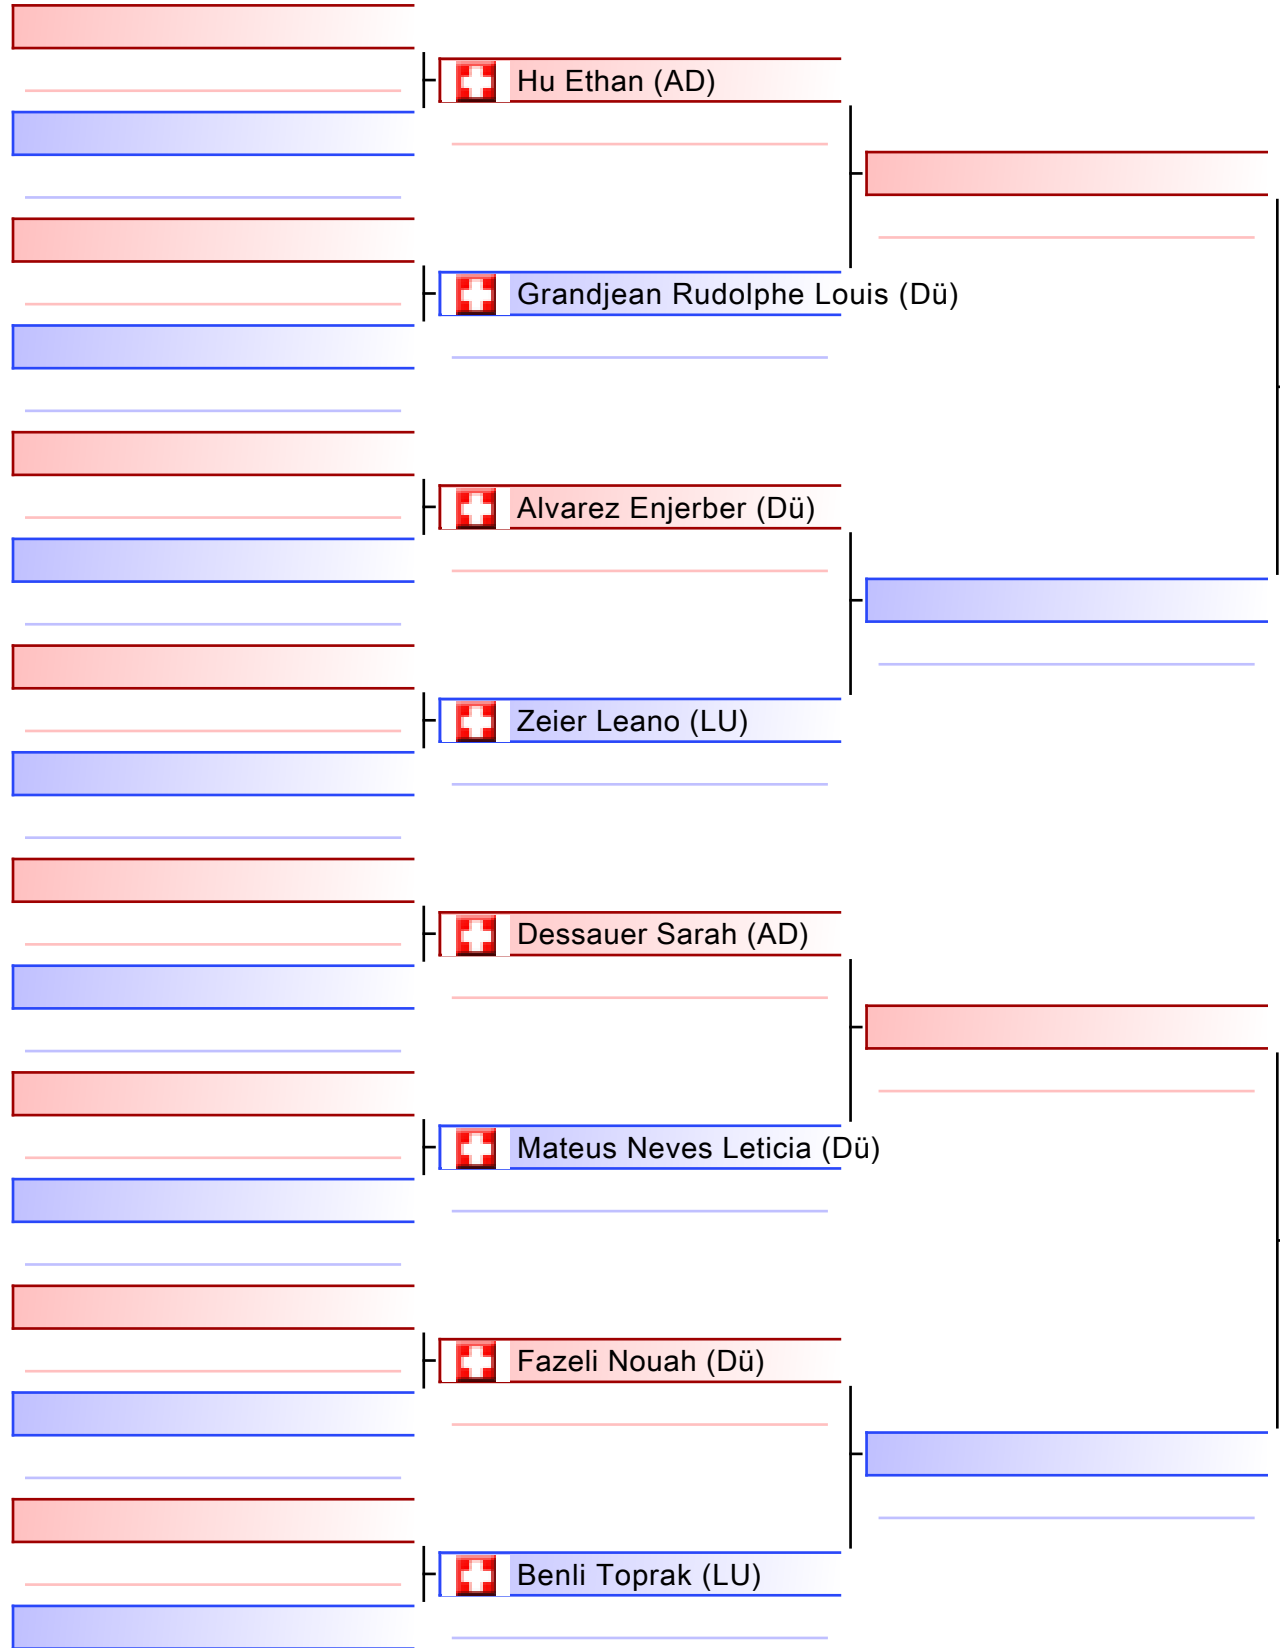 Hu Ethan (AD)
Grandjean Rudolphe Louis (Dü)
Alvarez Enjerber (Dü)
Zeier Leano (LU)
Dessauer Sarah (AD)
Mateus Neves Leticia (Dü)
Fazeli Nouah (Dü)
Benli Toprak (LU)